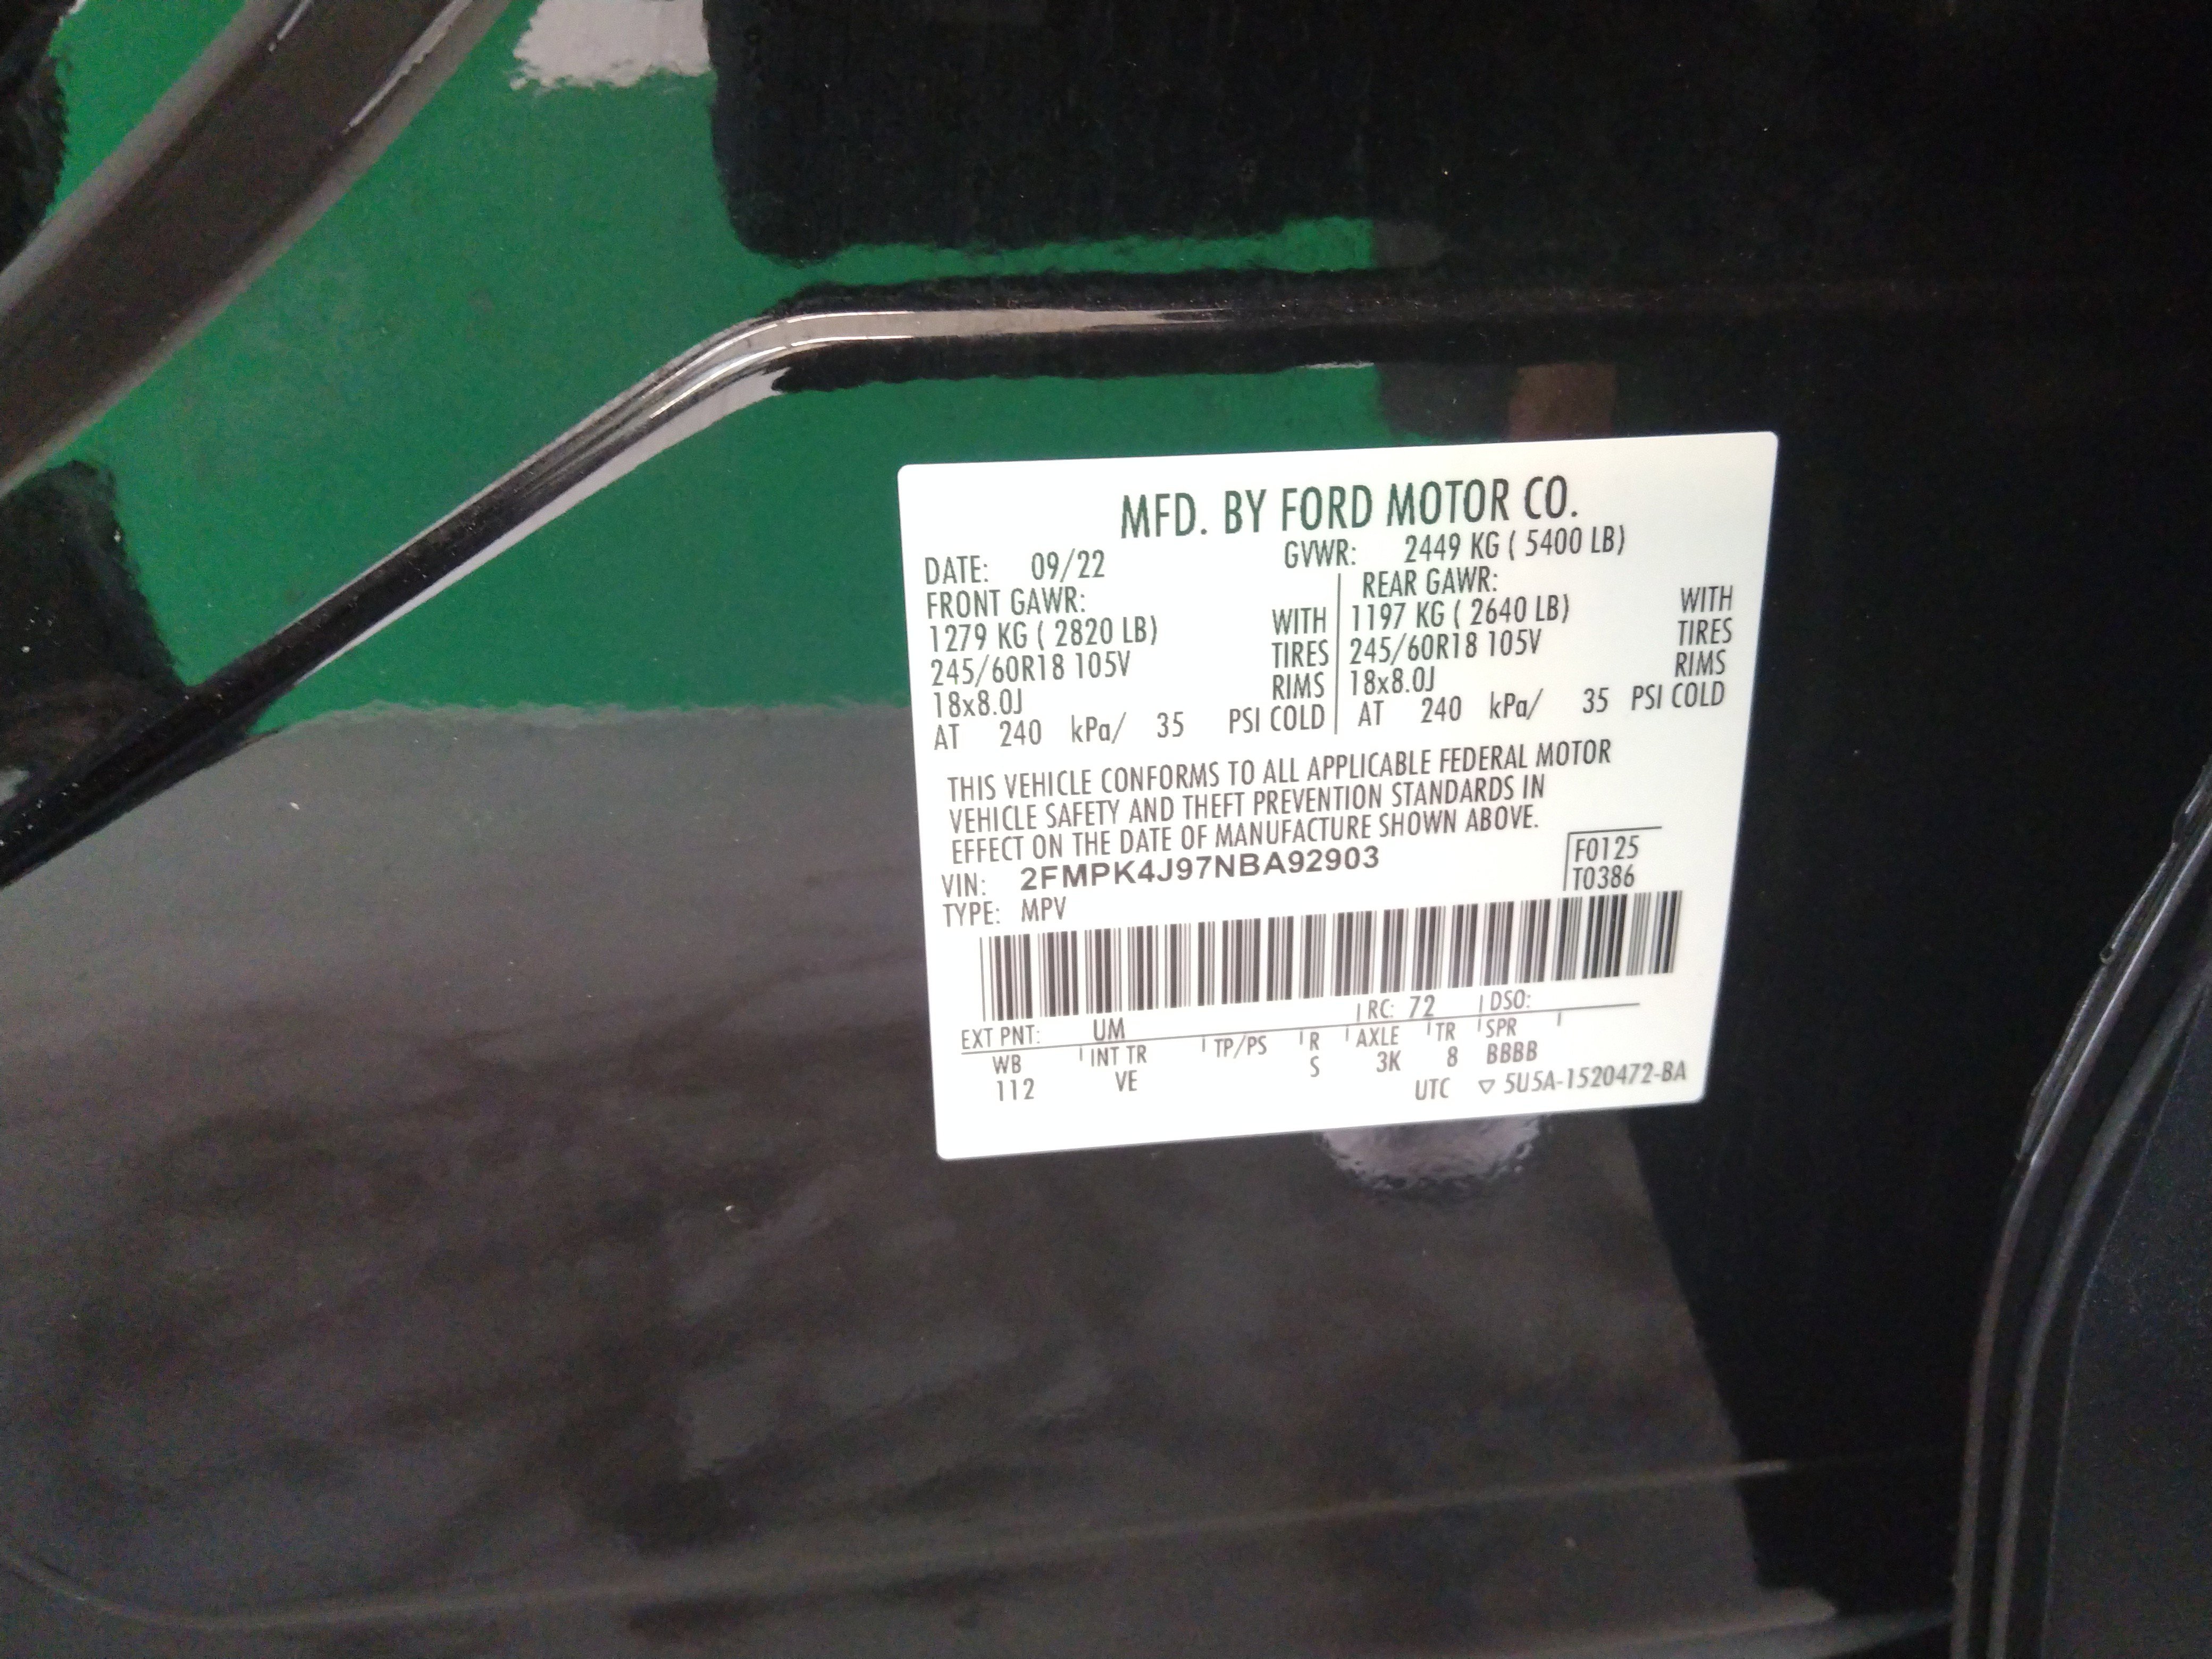 MFD. BY FORD MOTOR CO.
DATE: 09/22 GVWR: 2449 KG ( 5400 LB)
FRONT GAWR: REAR GAWR:
1279 KG ( 2820 LB) WITH 1197 KG ( 2640 LB) WITH
245/60R18 105V TIRES 245/60R18 105V TIRES
18x8.0J RIMS 18x8.0J RIMS
AT 240 kPa/ 35 PSI COLD AT 240 kPa/ 35 PSI COLD
THIS VEHICLE CONFORMS TO ALL APPLICABLE FEDERAL MOTOR
VEHICLE SAFETY AND THEFT PREVENTION STANDARDS IN
EFFECT ON THE DATE OF MANUFACTURE SHOWN ABOVE.
VIN: 2FMPK4J97NBA92903 F0125
TYPE: MPV T0386
EXT PNT: UM RC: 72 DSO:
WB INT TR TP/PS R AXLE TR SPR
112 VE S 3K 8 BBBB
UTC ▽ 5U5A-1520472-BA